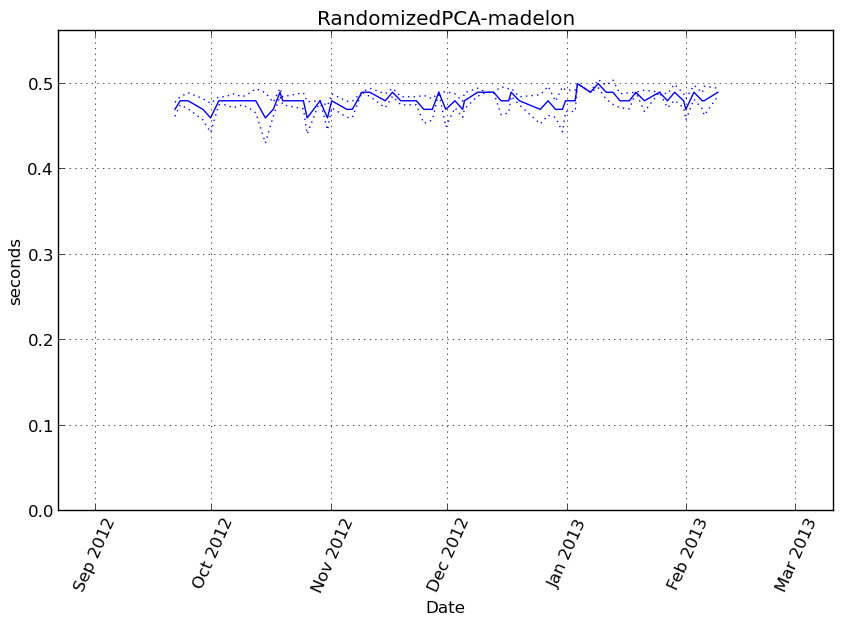 RandomizedPCA-madelon
0.5
0.4
0.3
0.2
0.1
0.0
seconds
Sep 2012
Oct 2012
Nov 2012
Dec 2012
Jan 2013
Feb 2013
Mar 2013
Date